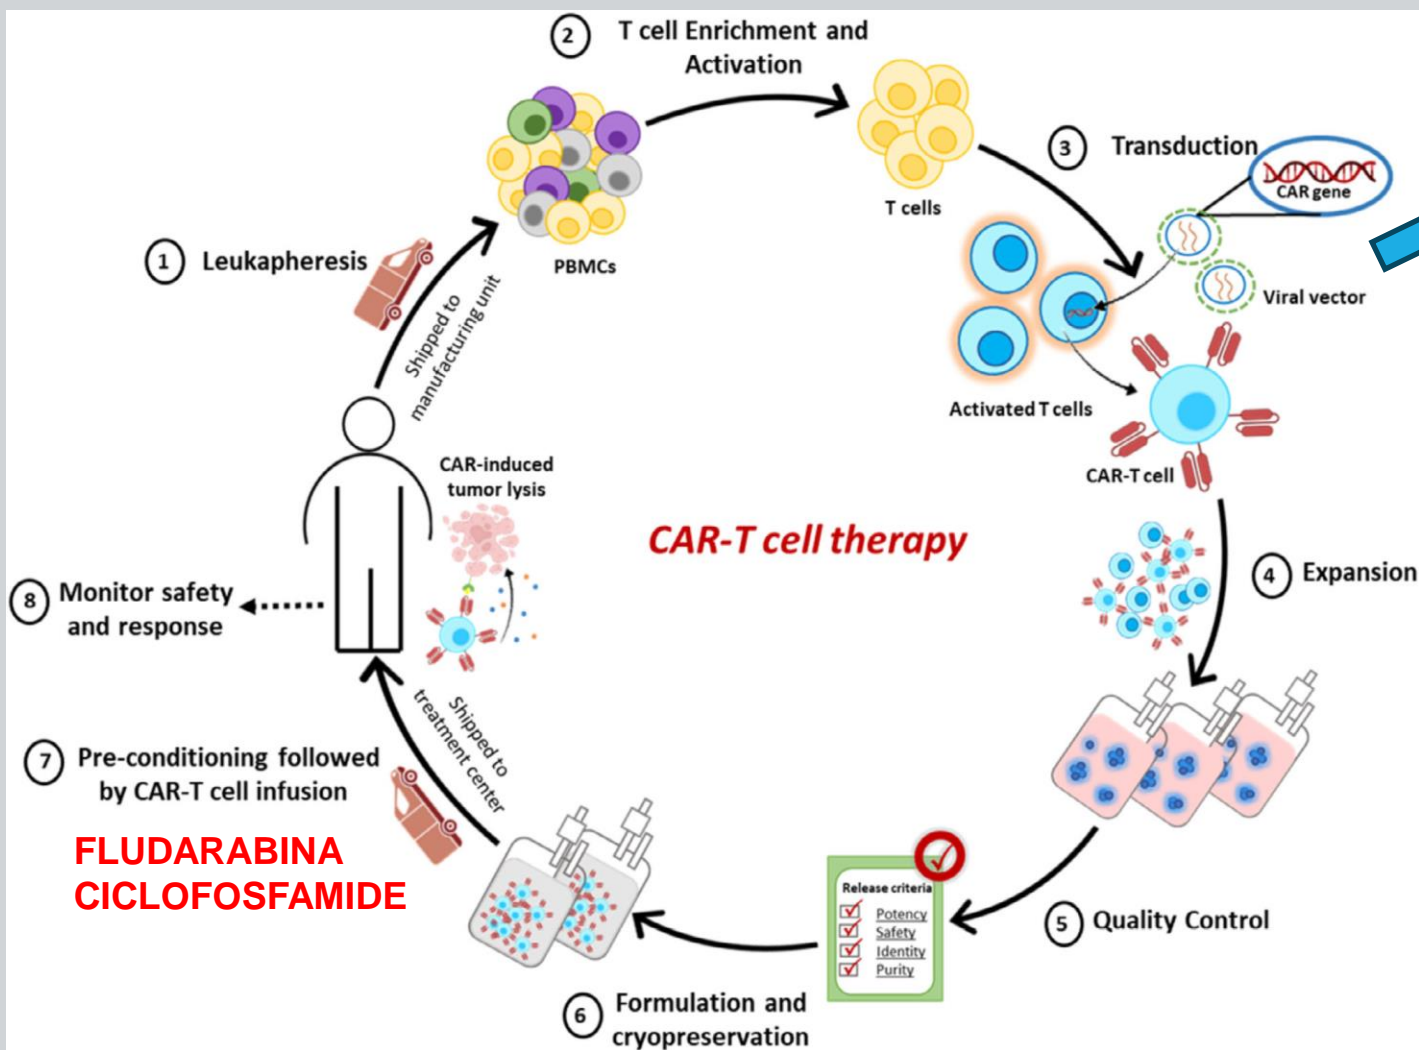 1 Leukapheresis
Shipped to
manufacturing unit
2 T cell Enrichment and
Activation
PBMCs
T cells
3 Transduction
CAR gene
Viral vector
Activated T cells
CAR-T cell
4 Expansion
5 Quality Control
Release criteria
Potency
Safety
Identity
Purity
6 Formulation and
cryopreservation
Shipped to
treatment center
7 Pre-conditioning followed
by CAR-T cell infusion
FLUDARABINA
CICLOFOSFAMIDE
8 Monitor safety
and response
CAR-induced
tumor lysis
CAR-T cell therapy